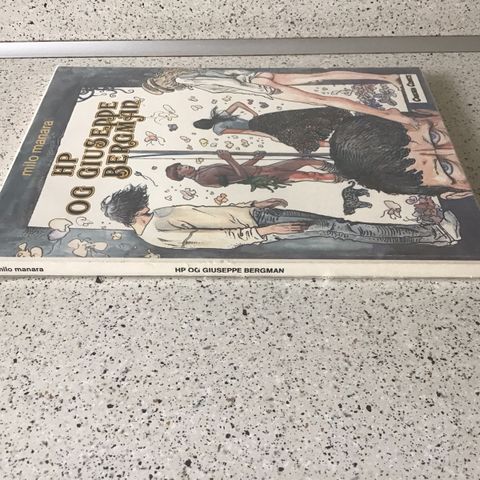 milo manara
HP
OG GIUSEPPE
BERGMAN
milo manara
HP OG GIUSEPPE BERGMAN